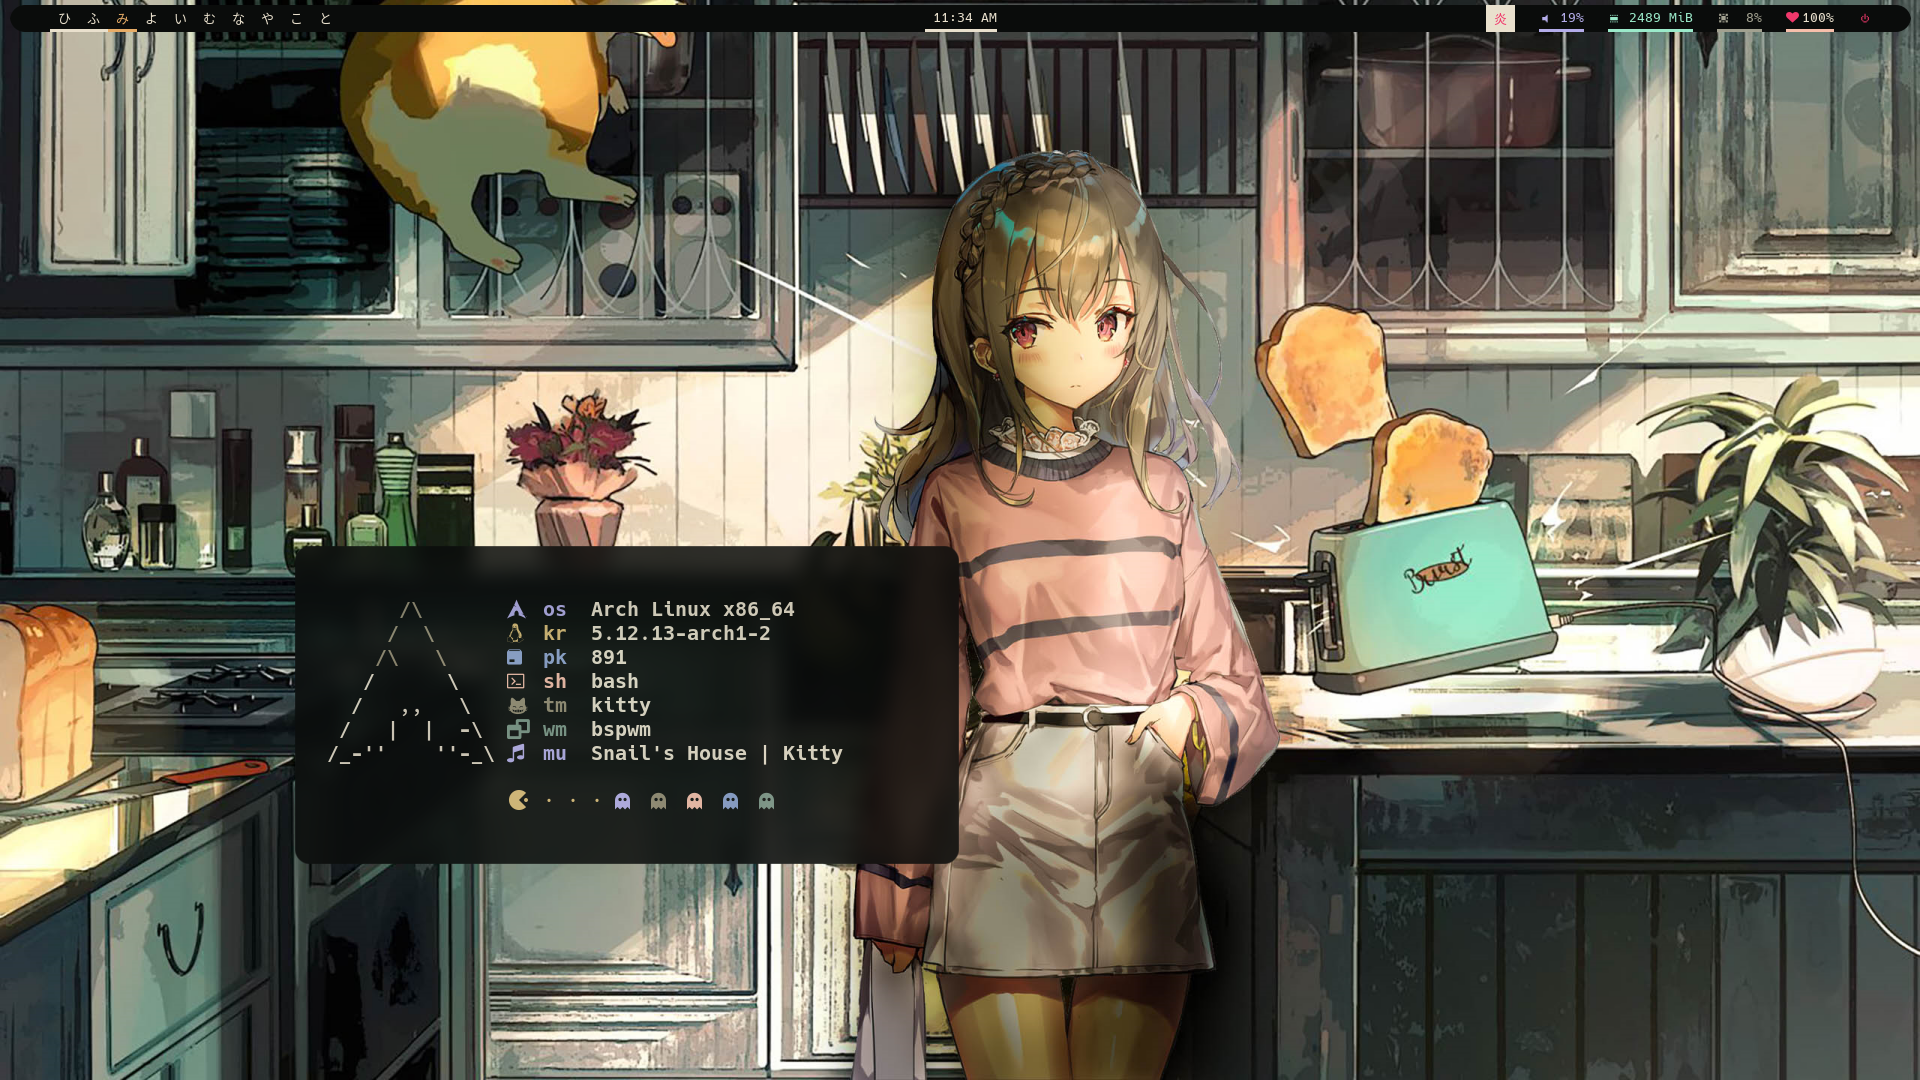 ひ ふ み よ い む な や こ と
11:34 AM
炎 19% 2489 MiB 8% 100%
Burst
os Arch Linux x86_64
kr 5.12.13-arch1-2
pk 891
sh bash
tm kitty
wm bspwm
mu Snail's House | Kitty